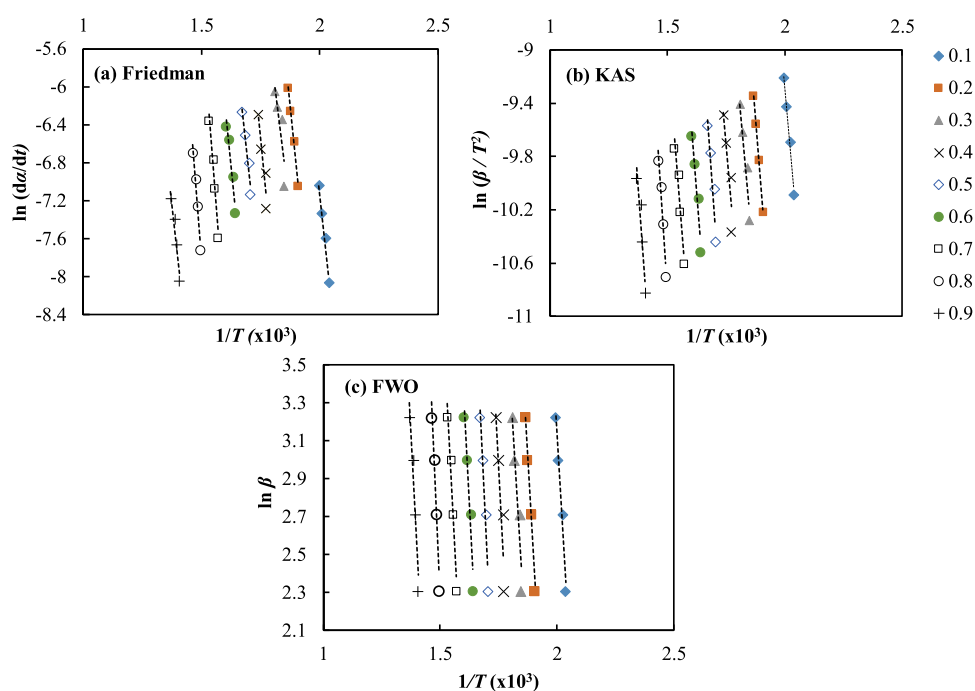 1 1.5 2 2.5
-5.6
-6
-6.4
-6.8
-7.2
-7.6
-8
-8.4
ln (dα/dt)
(a) Friedman
1/T (x10³)
1 1.5 2 2.5
-9
-9.4
-9.8
-10.2
-10.6
-11
ln (β / T²)
(b) KAS
1/T (x10³)
0.1
0.2
0.3
0.4
0.5
0.6
0.7
0.8
0.9
3.5
3.3
3.1
2.9
2.7
2.5
2.3
2.1
ln β
(c) FWO
1 1.5 2 2.5
1/T (x10³)